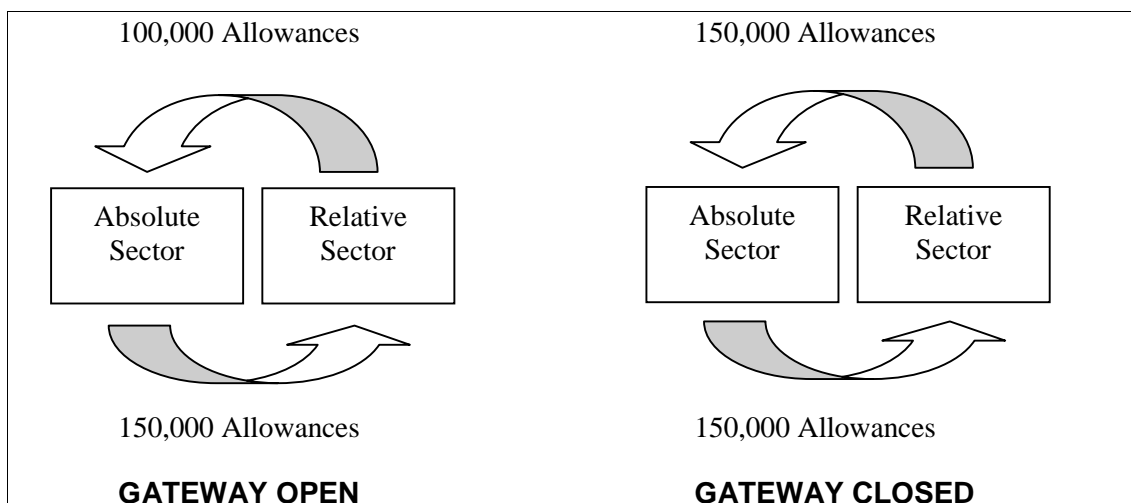 100,000 Allowances
150,000 Allowances
Absolute
Sector
Relative
Sector
Absolute
Sector
Relative
Sector
150,000 Allowances
150,000 Allowances
GATEWAY OPEN
GATEWAY CLOSED